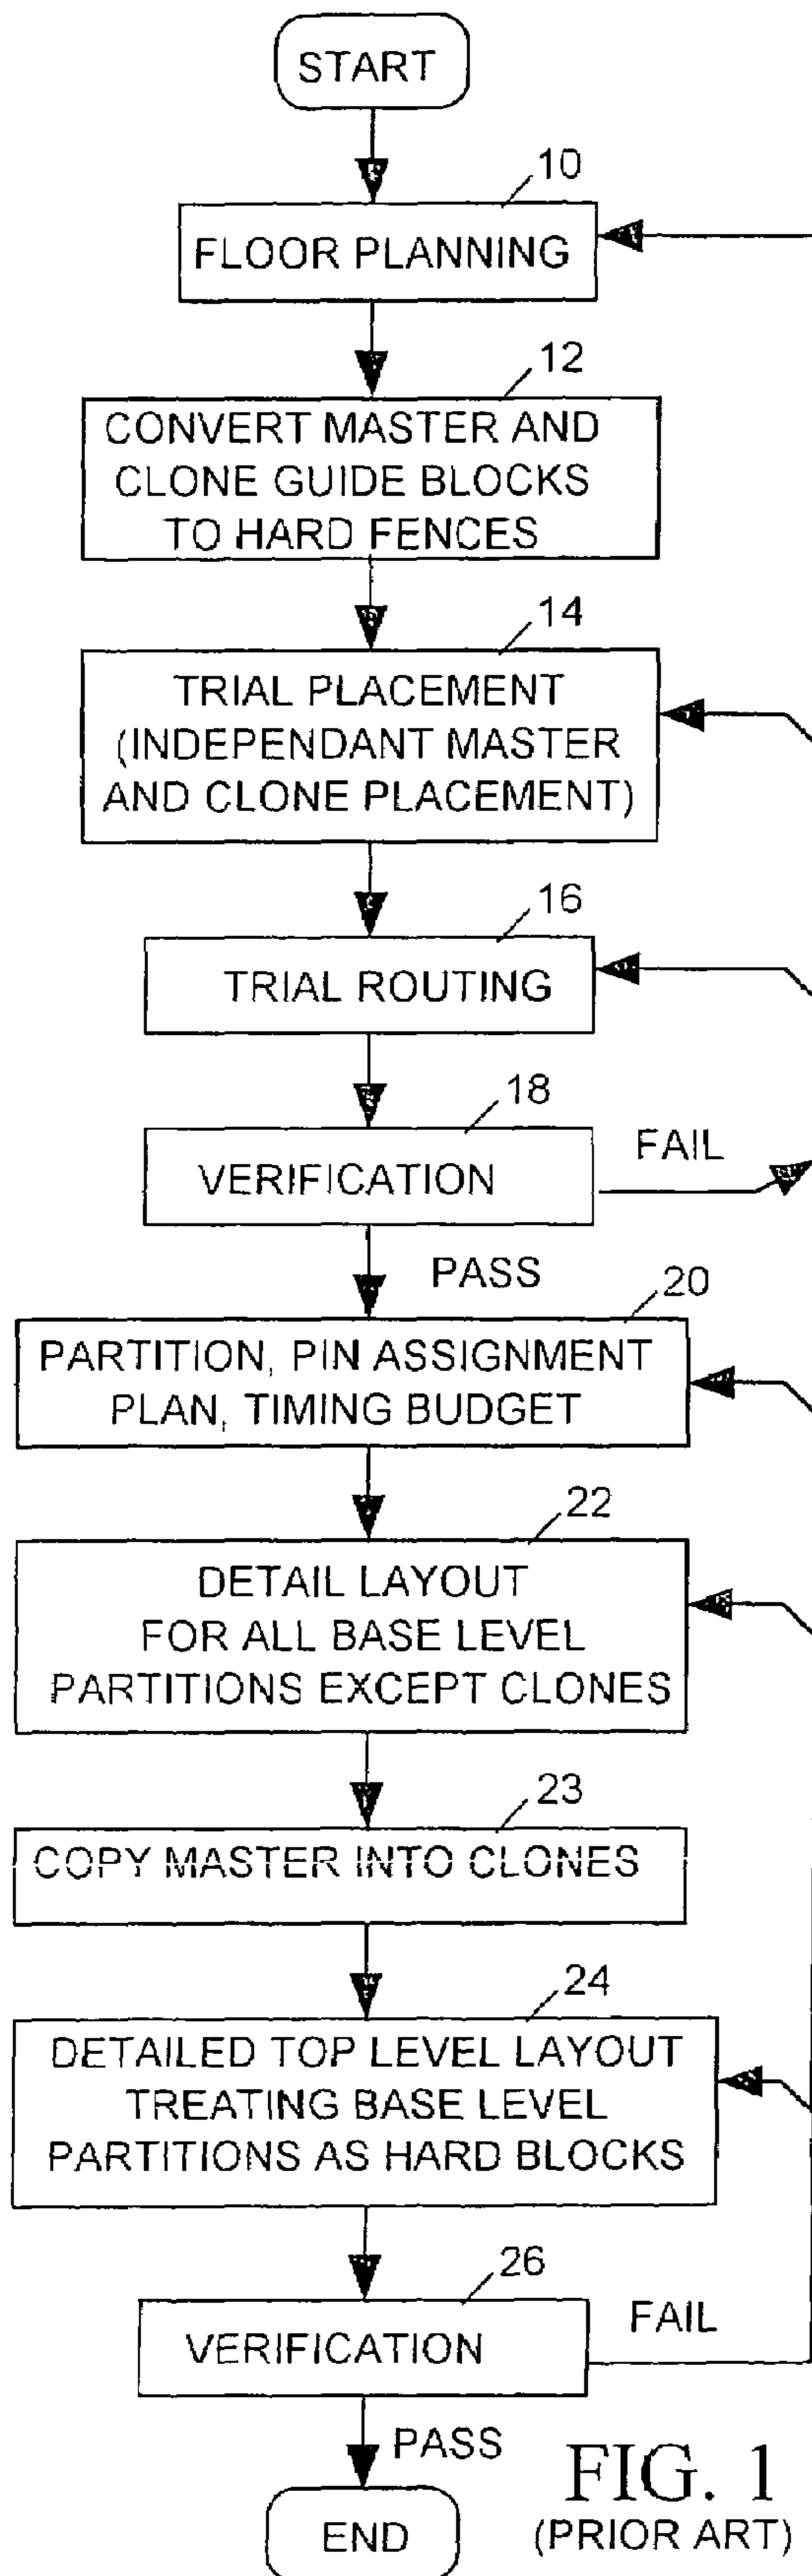 START
10
FLOOR PLANNING
12
CONVERT MASTER AND
CLONE GUIDE BLOCKS
TO HARD FENCES
14
TRIAL PLACEMENT
(INDEPENDANT MASTER
AND CLONE PLACEMENT)
16
TRIAL ROUTING
18
VERIFICATION
FAIL
PASS
20
PARTITION, PIN ASSIGNMENT
PLAN, TIMING BUDGET
22
DETAIL LAYOUT
FOR ALL BASE LEVEL
PARTITIONS EXCEPT CLONES
23
COPY MASTER INTO CLONES
24
DETAILED TOP LEVEL LAYOUT
TREATING BASE LEVEL
PARTITIONS AS HARD BLOCKS
26
VERIFICATION
FAIL
PASS
END
FIG. 1
(PRIOR ART)